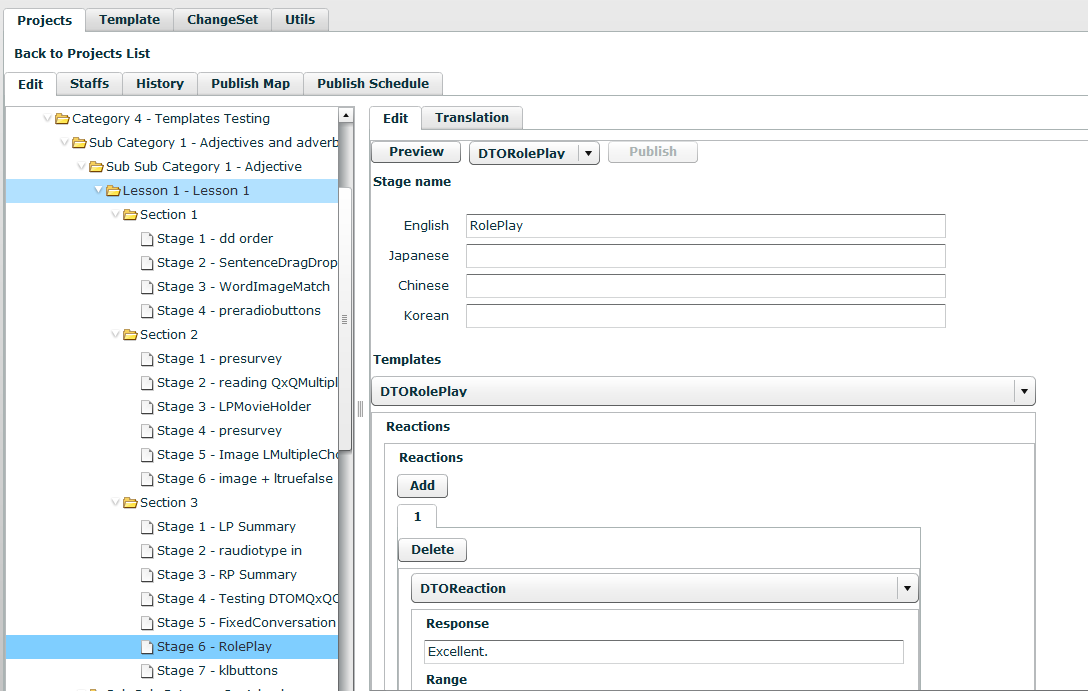 Projects Template ChangeSet Utils
Back to Projects List
Edit Staffs History Publish Map Publish Schedule
Category 4 - Templates Testing
Sub Category 1 - Adjectives and adverb
Sub Sub Category 1 - Adjective
Lesson 1 - Lesson 1
Section 1
Stage 1 - dd order
Stage 2 - SentenceDragDrop
Stage 3 - WordImageMatch
Stage 4 - preradiobuttons
Section 2
Stage 1 - presurvey
Stage 2 - reading QxQMultipl
Stage 3 - LPMovieHolder
Stage 4 - presurvey
Stage 5 - Image LMultipleCho
Stage 6 - image + ltruefalse
Section 3
Stage 1 - LP Summary
Stage 2 - raudiotype in
Stage 3 - RP Summary
Stage 4 - Testing DTOMQxQC
Stage 5 - FixedConversation
Stage 6 - RolePlay
Stage 7 - klbuttons
Edit Translation
Preview DTORolePlay Publish
Stage name
English RolePlay
Japanese
Chinese
Korean
Templates
DTORolePlay
Reactions
Reactions
Add
1
Delete
DTOReaction
Response
Excellent.
Range